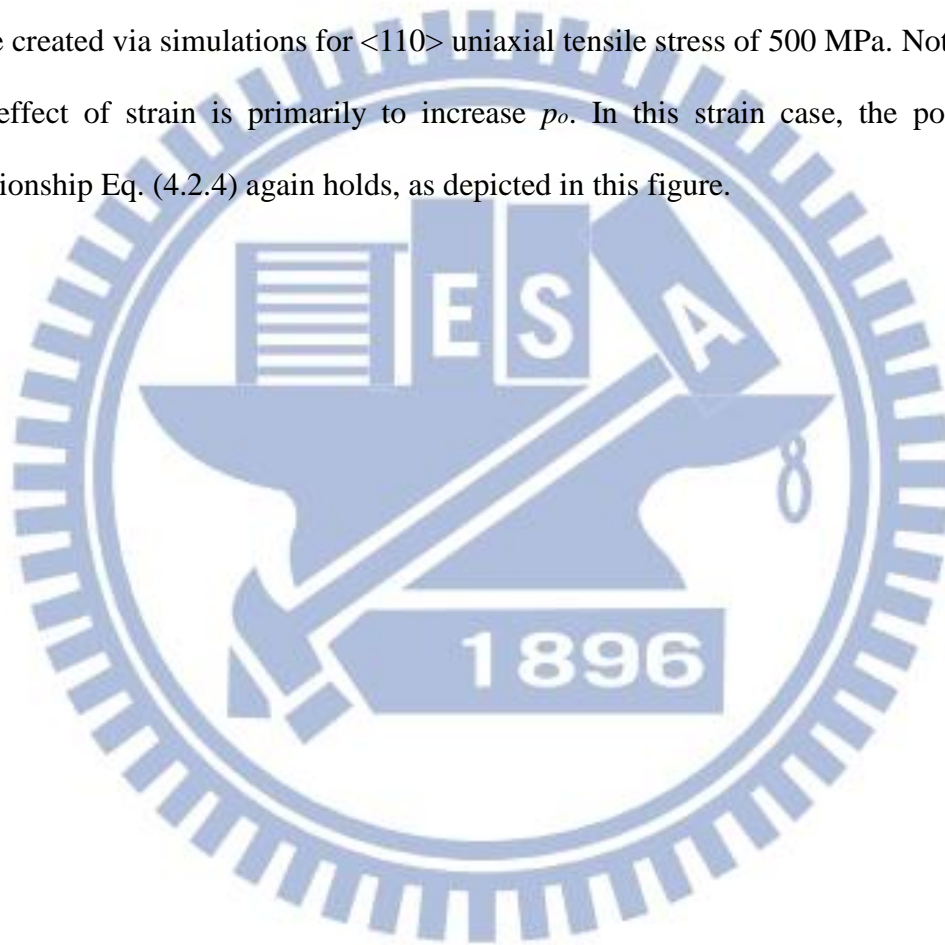 e created via simulations for <110> uniaxial tensile stress of 500 MPa. Not
effect of strain is primarily to increase po. In this strain case, the po
ionship Eq. (4.2.4) again holds, as depicted in this figure.
E S A
1896